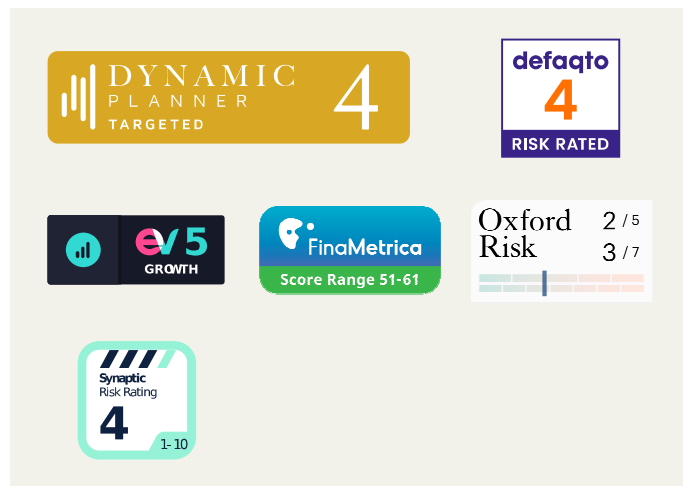 DYNAMIC
PLANNER
TARGETED
4
defaqto
4
RISK RATED
ev 5
GROWTH
FinaMetrica
Score Range 51-61
Oxford
Risk
2 / 5
3 / 7
Synaptic
Risk Rating
4
1-10